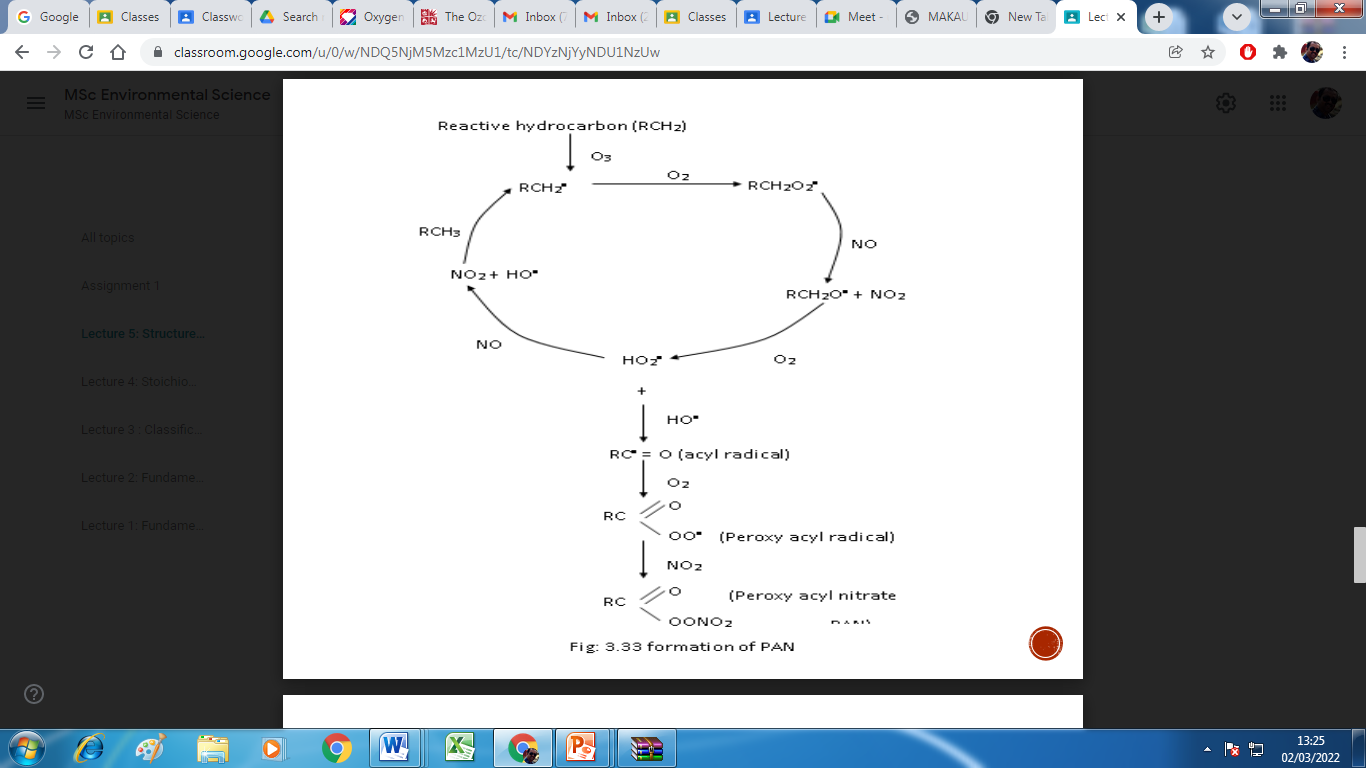 Google
Classes
Classwo
Search r
Oxygen
The Ozo
Inbox (7
Inbox (2
Classes
Lecture
Meet -
MAKAU
New Ta
Lect
classroom.google.com/u/0/w/NDQ5NjM5Mzc1MzU1/tc/NDYzNjYyNDU1NzUw
MSc Environmental Science
MSc Environmental Science
All topics
Assignment 1
Lecture 5: Structure...
Lecture 4: Stoichio...
Lecture 3 : Classific...
Lecture 2: Fundame...
Lecture 1: Fundame...
Reactive hydrocarbon (RCH2)
O3
RCH2•
O2
RCH2O2•
RCH3
NO
NO2 + HO•
RCH2O• + NO2
NO
HO2•
O2
+
HO•
RC• = O (acyl radical)
O2
O
RC
OO• (Peroxy acyl radical)
NO2
O
(Peroxy acyl nitrate
RC
OONO2
PAN)
Fig: 3.33 formation of PAN
13:25
02/03/2022